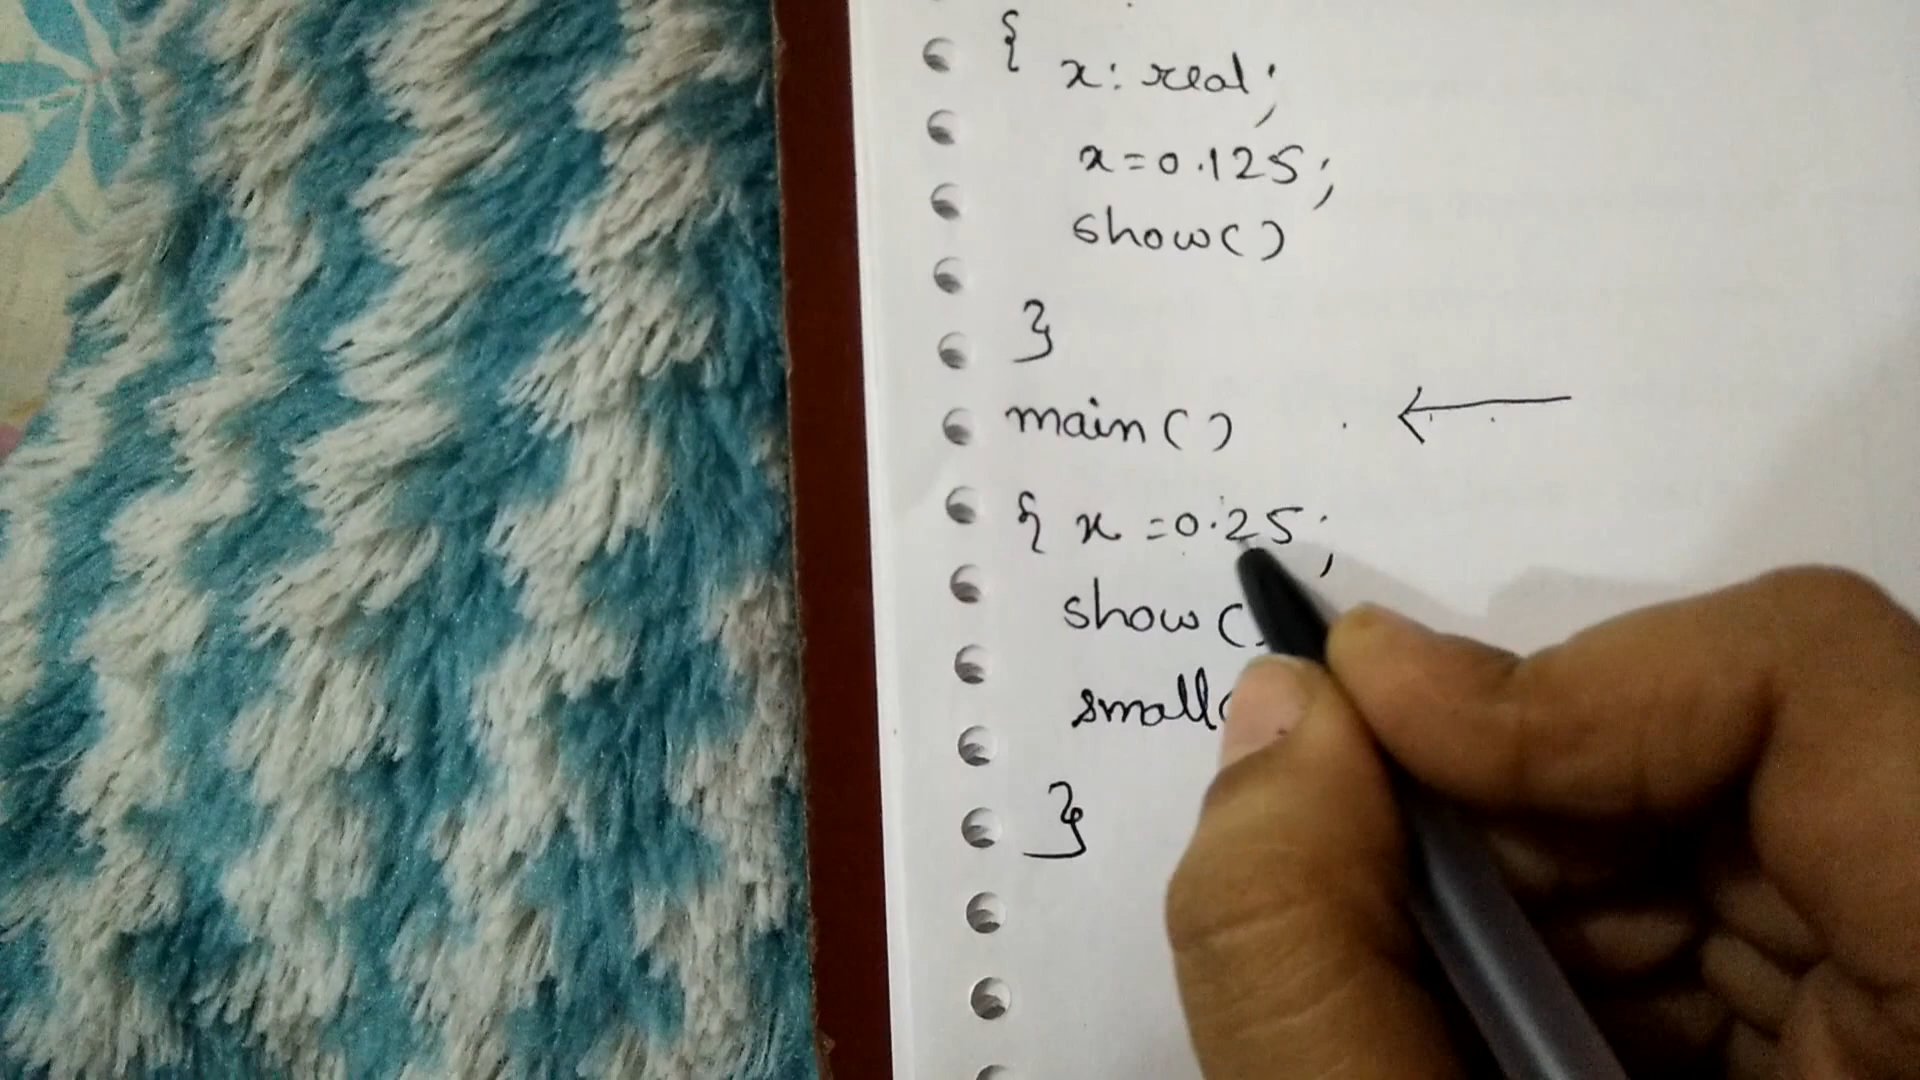 {
x: real;
x=0.125;
show()
}
main()
{ x =0.25;
show(
small(
}